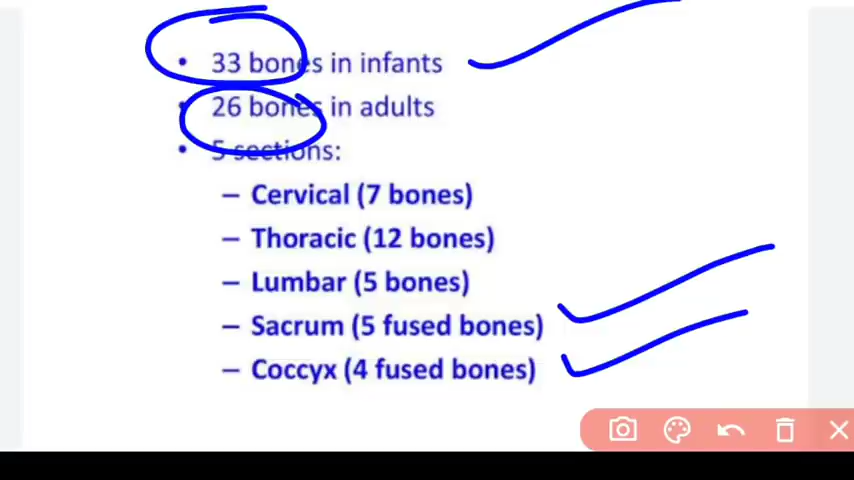 • 33 bones in infants
• 26 bones in adults
• 5 sections:
– Cervical (7 bones)
– Thoracic (12 bones)
– Lumbar (5 bones)
– Sacrum (5 fused bones)
– Coccyx (4 fused bones)